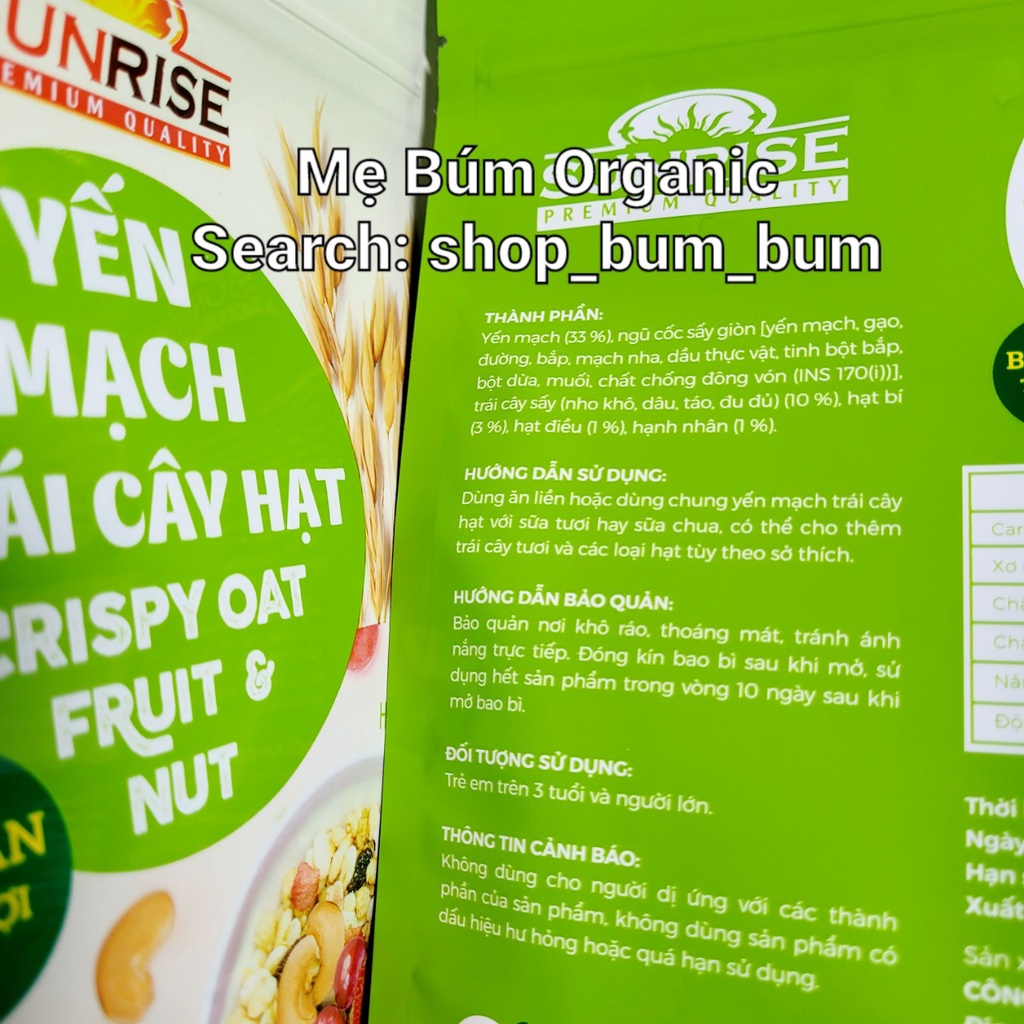 UNRISE
EMIUM QUALITY
YẾN
MẠCH
ÁI CÂY HẠT
CRISPY OAT
FRUIT &
NUT
Mẹ Búm Organic
Search: shop_bum_bum
SUNRISE
PREMIUM QUALITY
THÀNH PHẦN:
Yến mạch (33 %), ngũ cốc sấy giòn [yến mạch, gạo,
đường, bắp, mạch nha, dầu thực vật, tinh bột bắp,
bột dừa, muối, chất chống đông vón (INS 170(i))],
trái cây sấy (nho khô, dâu, táo, đu đủ) (10 %), hạt bí
(3 %), hạt điều (1 %), hạnh nhân (1 %).
HƯỚNG DẪN SỬ DỤNG:
Dùng ăn liền hoặc dùng chung yến mạch trái cây
hạt với sữa tươi hay sữa chua, có thể cho thêm
trái cây tươi và các loại hạt tùy theo sở thích.
HƯỚNG DẪN BẢO QUẢN:
Bảo quản nơi khô ráo, thoáng mát, tránh ánh
nắng trực tiếp. Đóng kín bao bì sau khi mở, sử
dụng hết sản phẩm trong vòng 10 ngày sau khi
mở bao bì.
ĐỐI TƯỢNG SỬ DỤNG:
Trẻ em trên 3 tuổi và người lớn.
THÔNG TIN CẢNH BÁO:
Không dùng cho người dị ứng với các thành
phần của sản phẩm, không dùng sản phẩm có
dấu hiệu hư hỏng hoặc quá hạn sử dụng.
Xơ
Thời
Ngày
Hạn
Xuất
Sản
CÔN